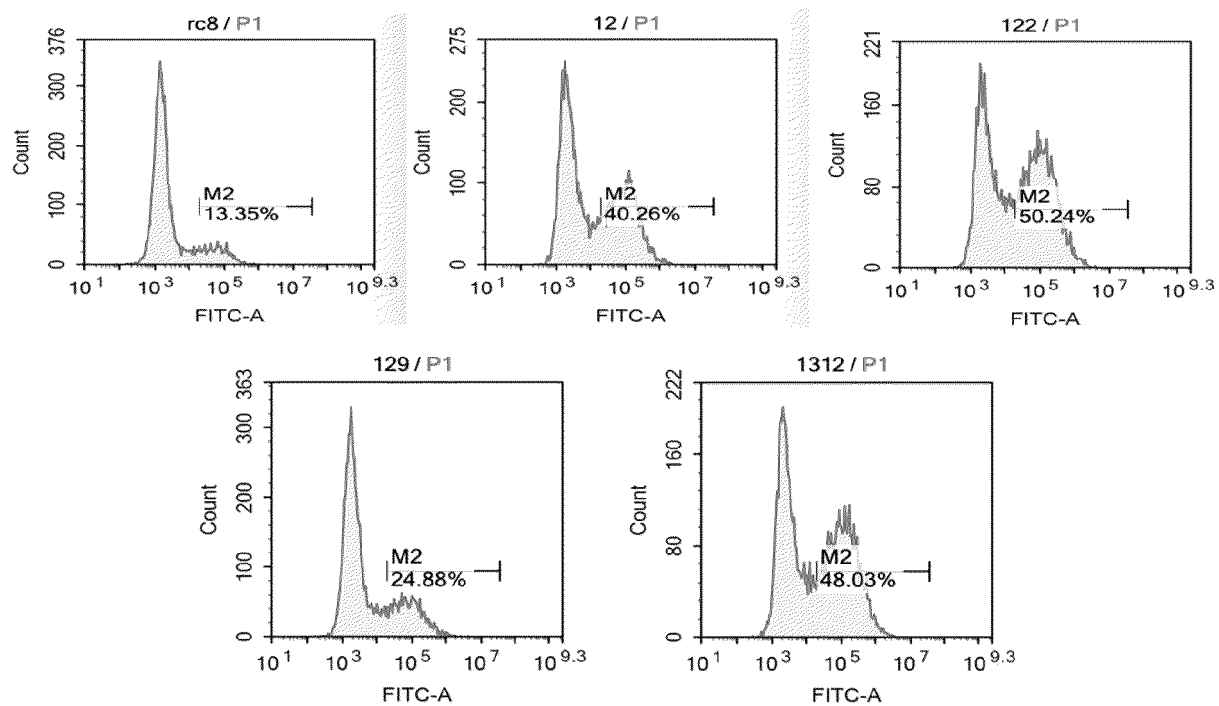 rc8 / P1
376
300
200
100
0
Count
M2
13.35%
10 1 10 3 10 5 10 7 10 9.3
FITC-A
12 / P1
275
200
100
0
Count
M2
40.26%
10 1 10 3 10 5 10 7 10 9.3
FITC-A
122 / P1
221
160
80
0
Count
M2
50.24%
10 1 10 3 10 5 10 7 10 9.3
FITC-A
129 / P1
363
300
200
100
0
Count
M2
24.88%
10 1 10 3 10 5 10 7 10 9.3
FITC-A
1312 / P1
222
160
80
0
Count
M2
48.03%
10 1 10 3 10 5 10 7 10 9.3
FITC-A